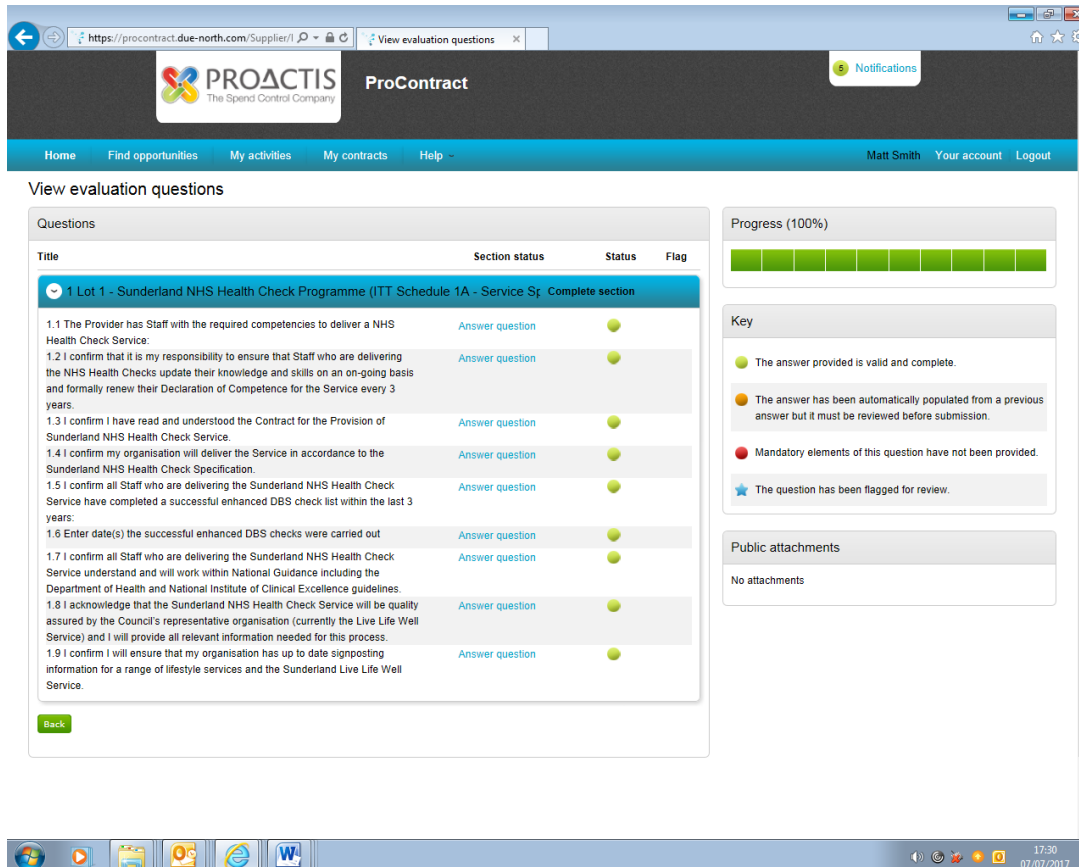 https://procontract.due-north.com/Supplier/I
View evaluation questions
PROACTIS
The Spend Control Company
ProContract
5 Notifications
Home Find opportunities My activities My contracts Help
Matt Smith Your account Logout
View evaluation questions
Questions
Title Section status Status Flag
1 Lot 1 - Sunderland NHS Health Check Programme (ITT Schedule 1A - Service Sp Complete section
1.1 The Provider has Staff with the required competencies to deliver a NHS Answer question
Health Check Service:
1.2 I confirm that it is my responsibility to ensure that Staff who are delivering Answer question
the NHS Health Checks update their knowledge and skills on an on-going basis
and formally renew their Declaration of Competence for the Service every 3
years.
1.3 I confirm I have read and understood the Contract for the Provision of Answer question
Sunderland NHS Health Check Service.
1.4 I confirm my organisation will deliver the Service in accordance to the Answer question
Sunderland NHS Health Check Specification.
1.5 I confirm all Staff who are delivering the Sunderland NHS Health Check Answer question
Service have completed a successful enhanced DBS check list within the last 3
years:
1.6 Enter date(s) the successful enhanced DBS checks were carried out Answer question
1.7 I confirm all Staff who are delivering the Sunderland NHS Health Check Answer question
Service understand and will work within National Guidance including the
Department of Health and National Institute of Clinical Excellence guidelines.
1.8 I acknowledge that the Sunderland NHS Health Check Service will be quality Answer question
assured by the Council's representative organisation (currently the Live Life Well
Service) and I will provide all relevant information needed for this process.
1.9 I confirm I will ensure that my organisation has up to date signposting Answer question
information for a range of lifestyle services and the Sunderland Live Life Well
Service.
Back
Progress (100%)
Key
The answer provided is valid and complete.
The answer has been automatically populated from a previous
answer but it must be reviewed before submission.
Mandatory elements of this question have not been provided.
The question has been flagged for review.
Public attachments
No attachments
17:30
07/07/2017